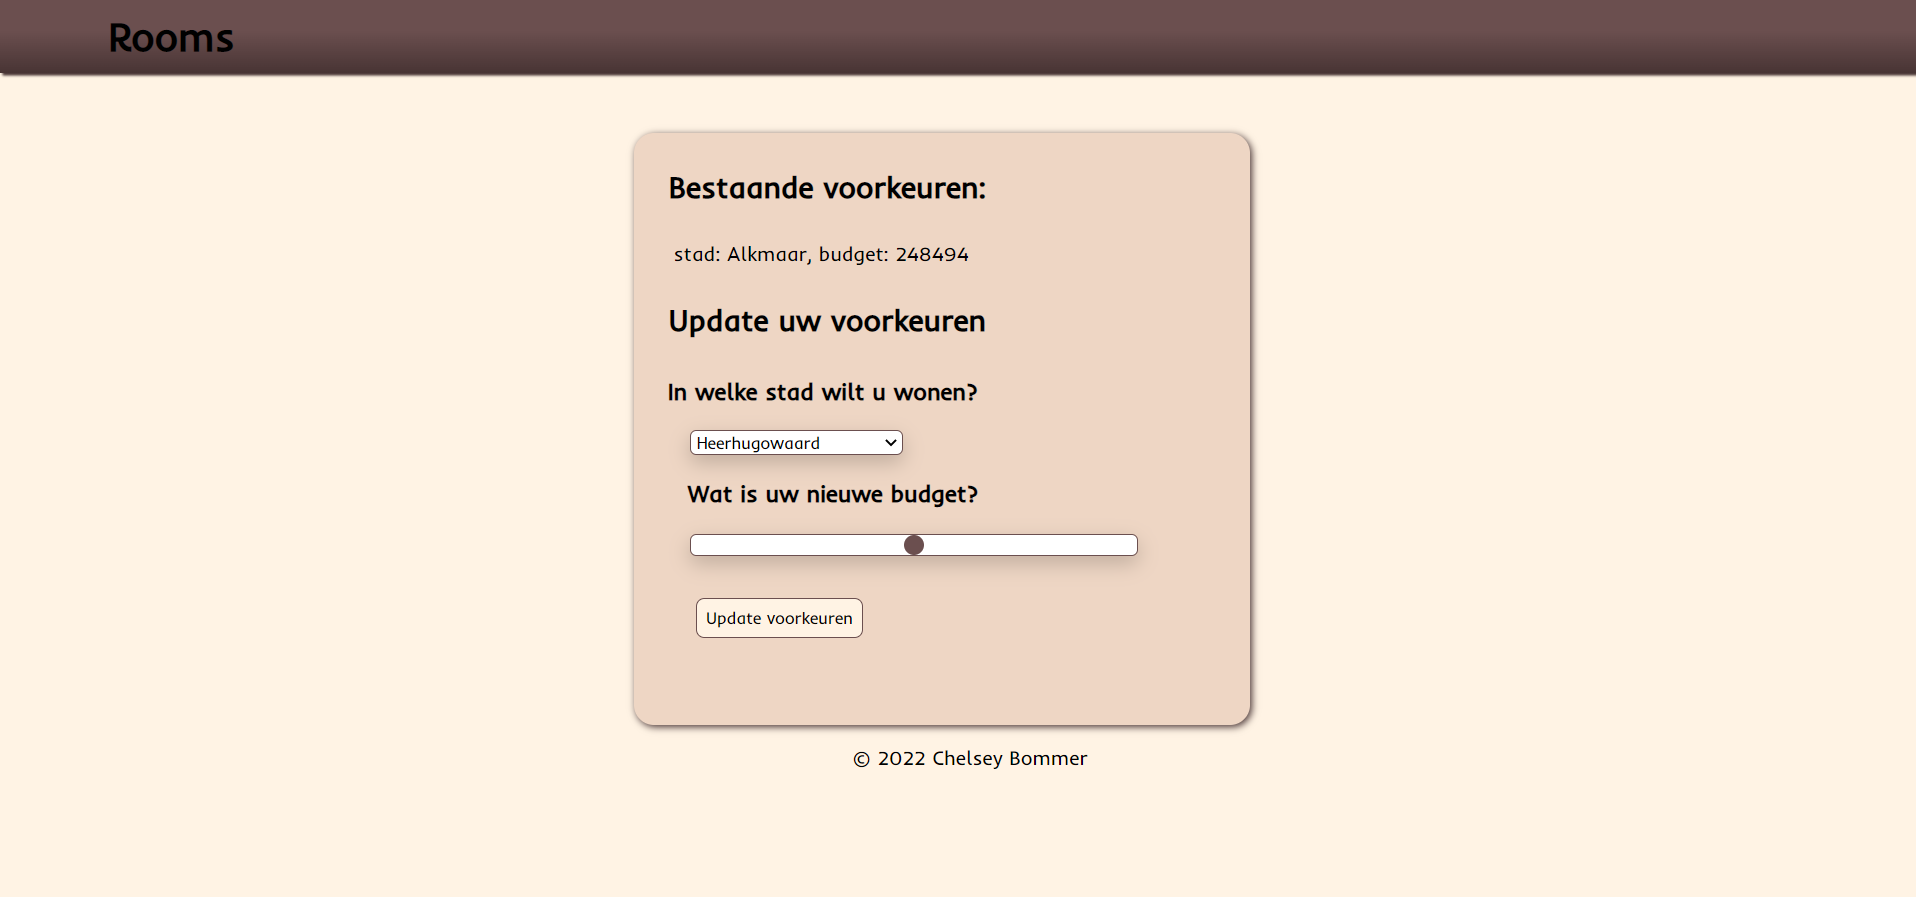 Rooms
Bestaande voorkeuren:
stad: Alkmaar, budget: 248494
Update uw voorkeuren
In welke stad wilt u wonen?
Heerhugowaard
Wat is uw nieuwe budget?
Update voorkeuren
© 2022 Chelsey Bommer